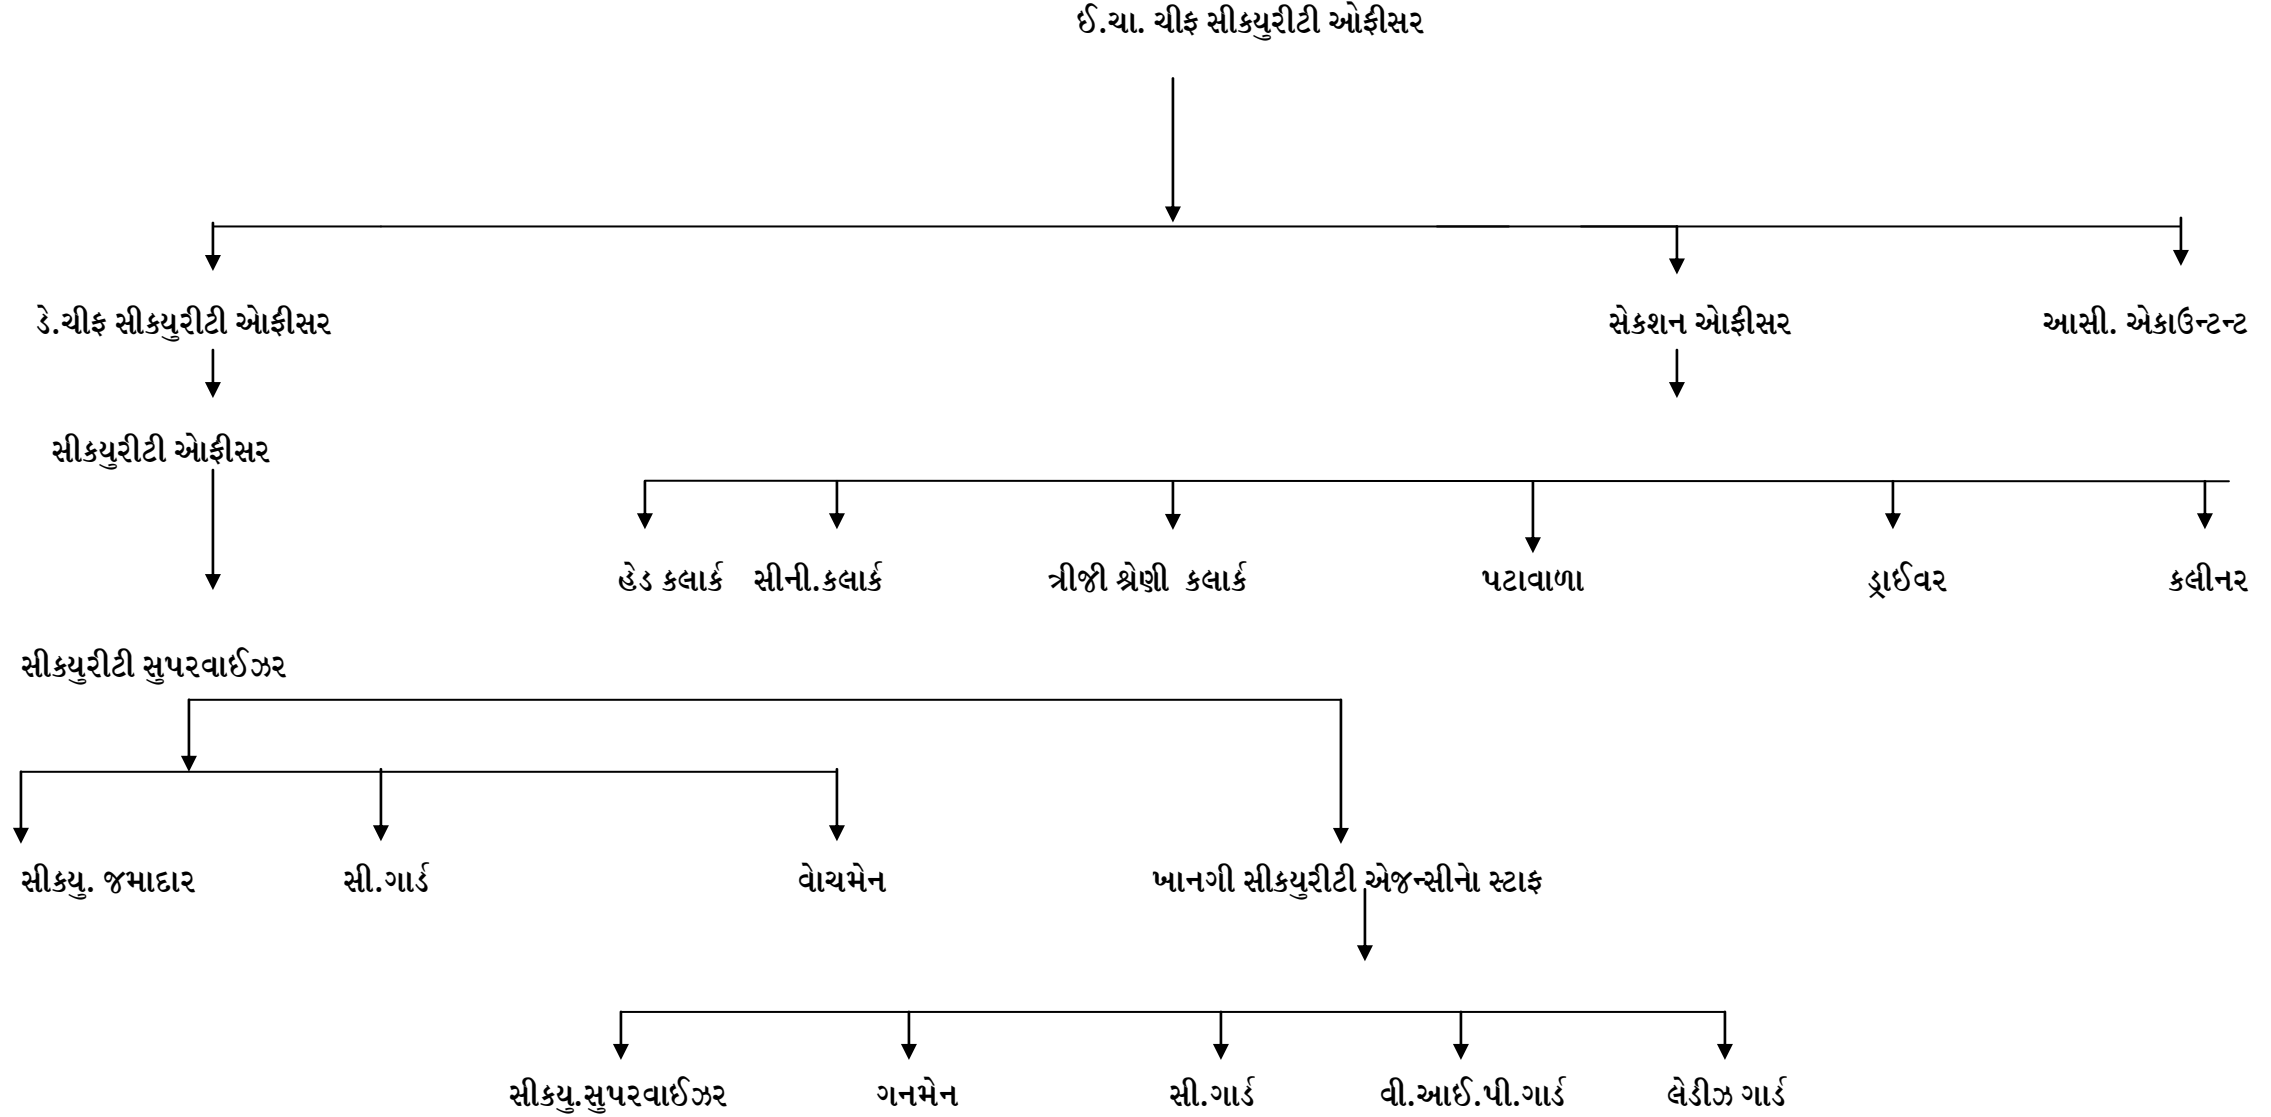 ઈ.ચા. ચીફ સીકયુરીટી ઓફીસર
ડે.ચીફ સીકયુરીટી ઓફીસર સેકશન ઓફીસર આસી. એકાઉન્ટન્ટ
સીકયુરીટી ઓફીસર
હેડ કલાર્ક સીની.કલાર્ક ત્રીજી શ્રેણી કલાર્ક પટાવાળા ડ્રાઈવર કલીનર
સીકયુરીટી સુપરવાઈઝર
સીકયુ. જમાદાર સી.ગાર્ડ વોચમેન ખાનગી સીકયુરીટી એજન્સીનો સ્ટાફ
સીકયુ.સુપરવાઈઝર ગનમેન સી.ગાર્ડ વી.આઈ.પી.ગાર્ડ લેડીઝ ગાર્ડ